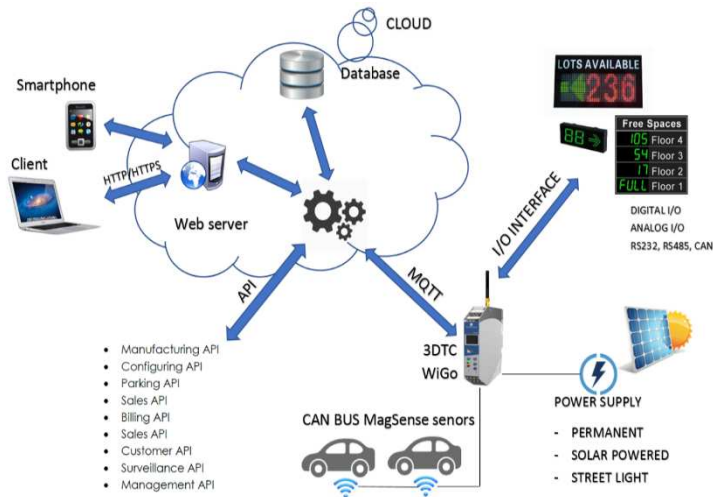 CLOUD
Database
Smartphone
Client
HTTP/HTTPS
Web server
API
MQTT
I/O INTERFACE
LOTS AVAILABLE
236
88
Free Spaces
105 Floor 4
54 Floor 3
17 Floor 2
FULL Floor 1
DIGITAL I/O
ANALOG I/O
RS232, RS485, CAN
3DTC
WiGo
• Manufacturing API
• Configuring API
• Parking API
• Sales API
• Billing API
• Sales API
• Customer API
• Surveillance API
• Management API
CAN BUS MagSense senors
POWER SUPPLY
- PERMANENT
- SOLAR POWERED
- STREET LIGHT